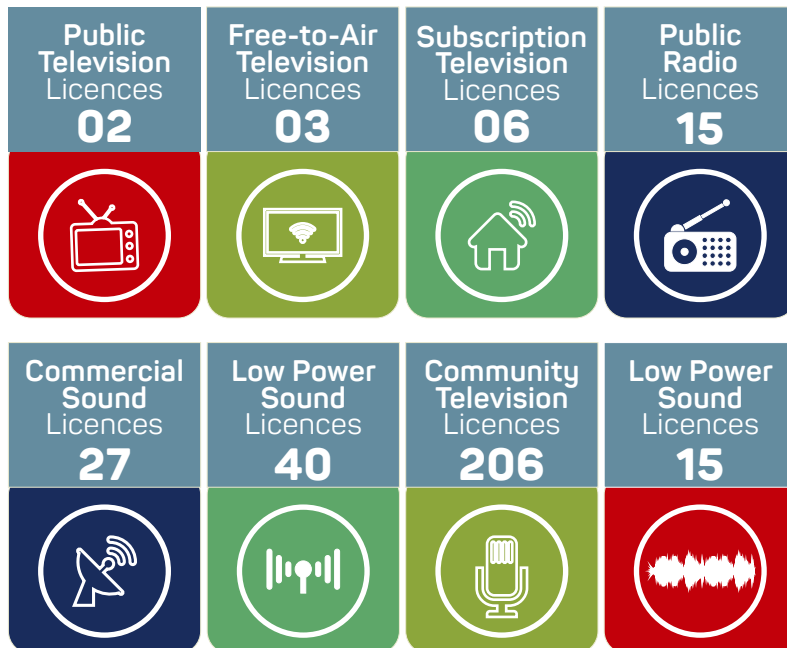 Public
Television
Licences
02
Free-to-Air
Television
Licences
03
Subscription
Television
Licences
06
Public
Radio
Licences
15
Commercial
Sound
Licences
27
Low Power
Sound
Licences
40
Community
Television
Licences
206
Low Power
Sound
Licences
15